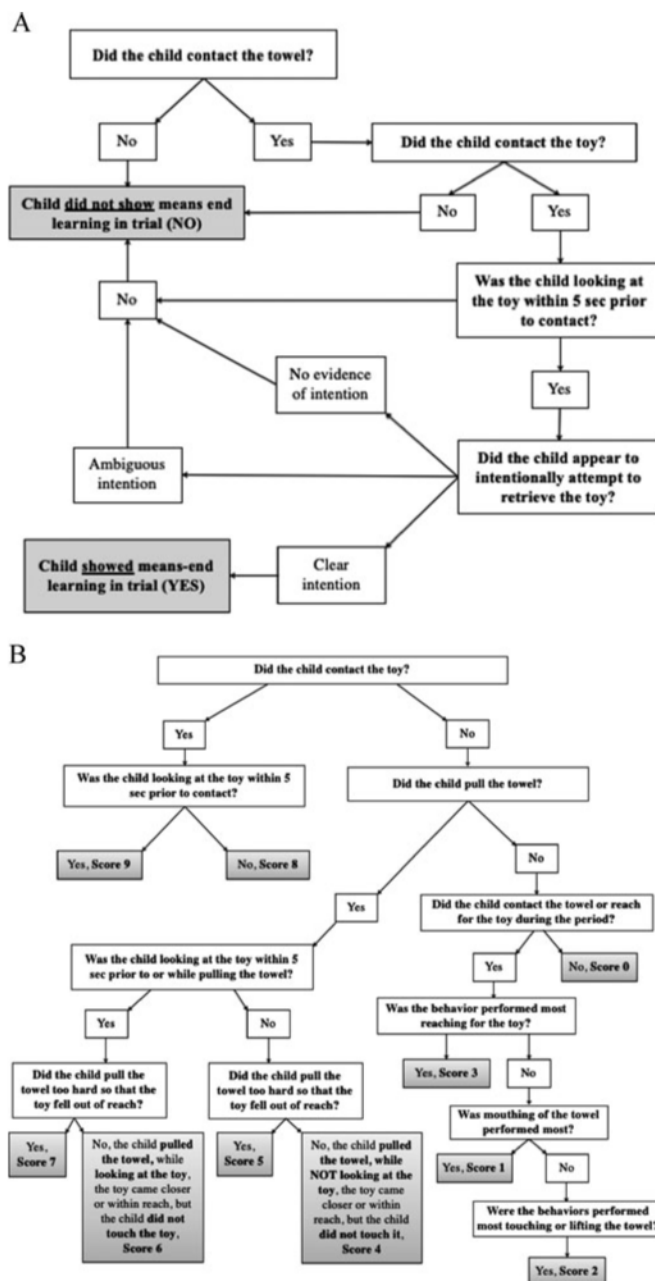 A
Did the child contact the towel?
No
Yes
Did the child contact the toy?
Child did not show means end
learning in trial (NO)
No
Yes
No
Was the child looking at
the toy within 5 sec prior
to contact?
No evidence
of intention
Yes
Ambiguous
intention
Did the child appear to
intentionally attempt to
retrieve the toy?
Child showed means-end
learning in trial (YES)
Clear
intention
B
Did the child contact the toy?
Yes
No
Was the child looking at the toy within 5
sec prior to contact?
Did the child pull the towel?
Yes, Score 9
No, Score 8
No
Yes
Did the child contact the towel or reach
for the toy during the period?
Was the child looking at the toy within 5
sec prior to or while pulling the towel?
Yes
No, Score 0
Yes
No
Was the behavior performed most
reaching for the toy?
Did the child pull the
towel too hard so that the
toy fell out of reach?
Did the child pull the
towel too hard so that the
toy fell out of reach?
Yes, Score 3
No
Was mouthing of the towel
performed most?
Yes,
Score 7
No, the child pulled
the towel, while
looking at the toy,
the toy came closer
or within reach, but
the child did not
touch the toy,
Score 6
Yes,
Score 5
No, the child pulled the
towel, while NOT looking at
the toy, the toy came
closer or within
reach, but the child
did not touch it,
Score 4
Yes, Score 1
No
Were the behaviors performed
most touching or lifting the towel?
Yes, Score 2